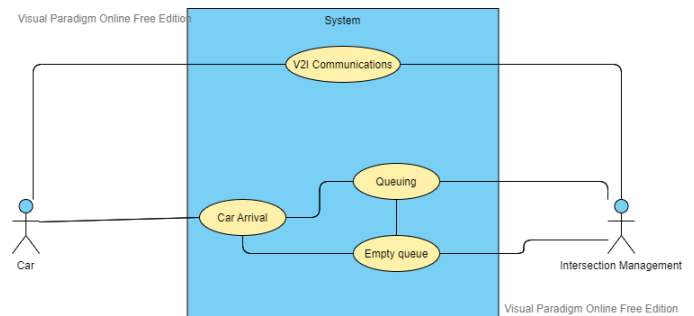 Visual Paradigm Online Free Edition
System
V2I Communications
Queuing
Car Arrival
Empty queue
Car
Intersection Management
Visual Paradigm Online Free Edition